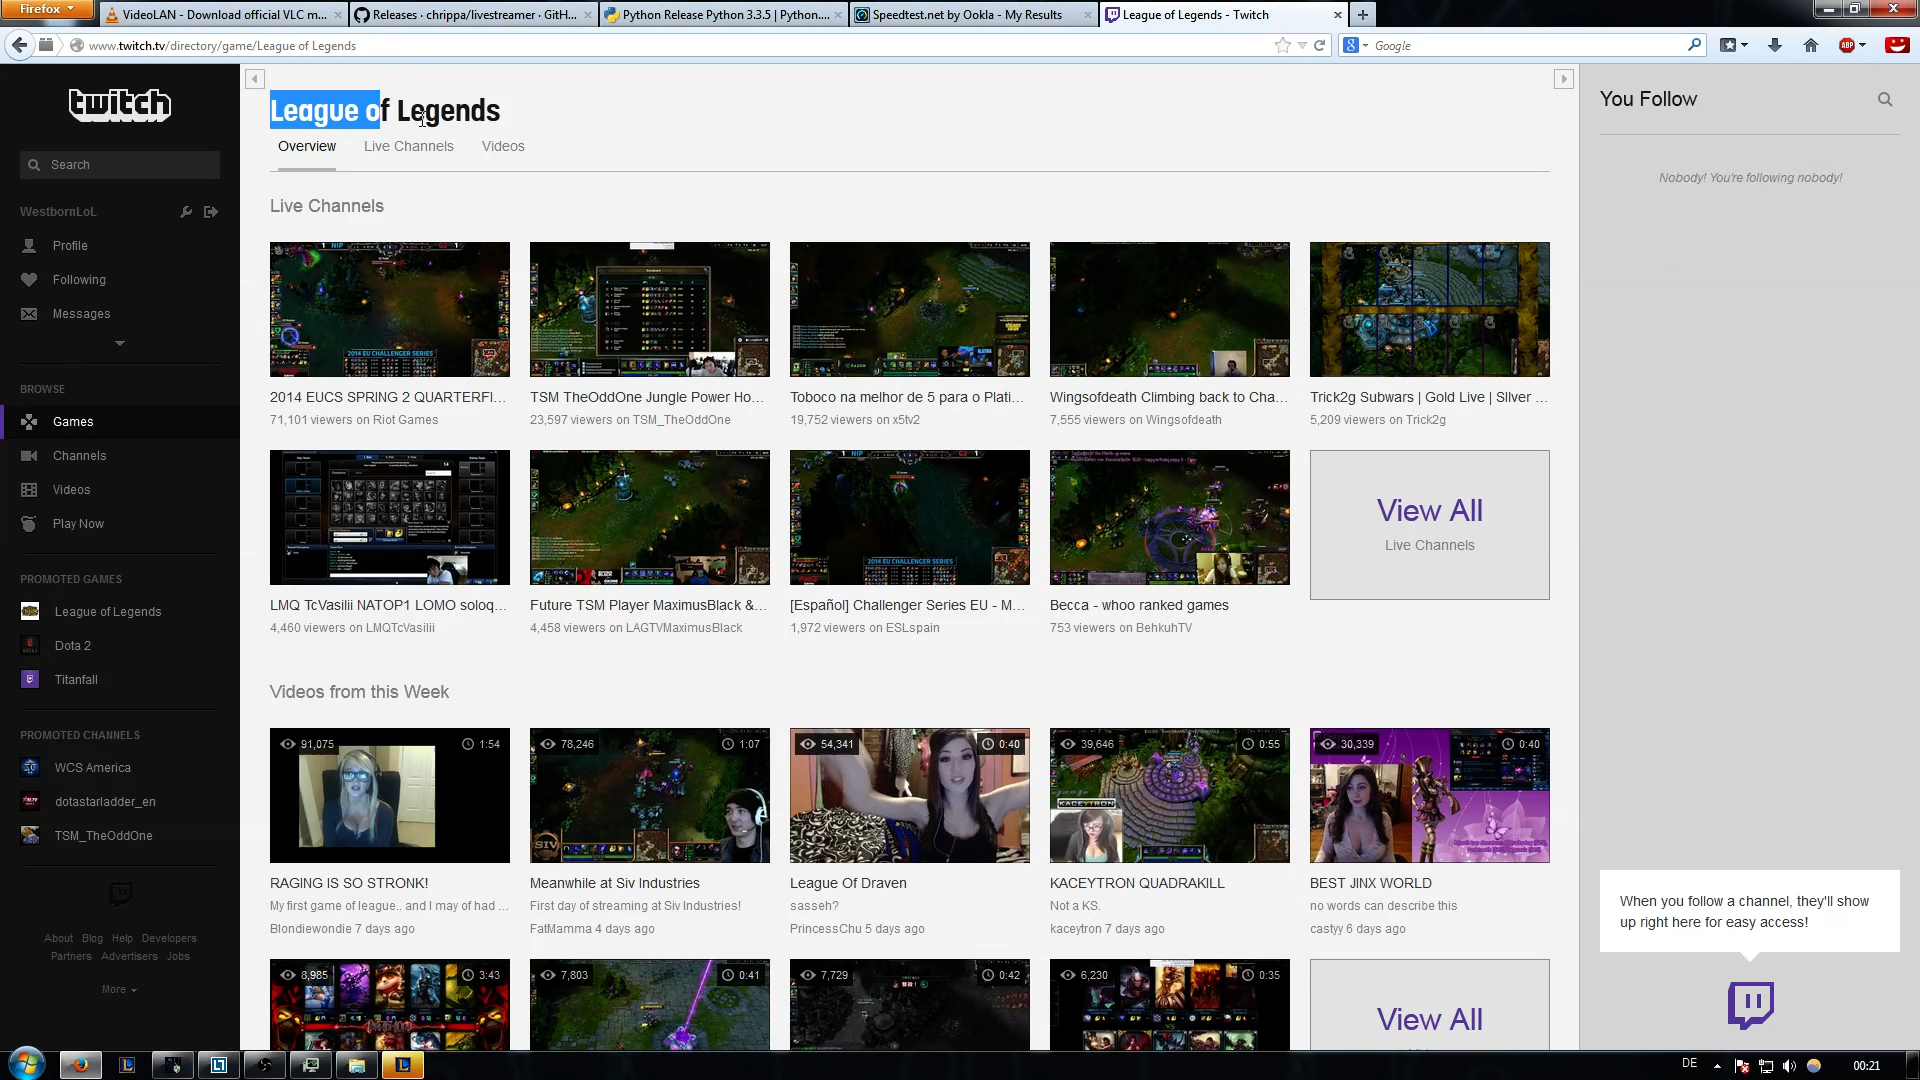 Firefox
VideoLAN - Download official VLC m...
Releases · chrippa/livestreamer · GitH...
Python Release Python 3.3.5 | Python....
Speedtest.net by Ookla - My Results
League of Legends - Twitch
www.twitch.tv/directory/game/League of Legends
Google
twitch
Search
WestbornLoL
Profile
Following
Messages
BROWSE
Games
Channels
Videos
Play Now
PROMOTED GAMES
League of Legends
Dota 2
Titanfall
PROMOTED CHANNELS
WCS America
dotastarladder_en
TSM_TheOddOne
About Blog Help Developers
Partners Advertisers Jobs
More
League of Legends
Overview Live Channels Videos
Live Channels
2014 EUCS SPRING 2 QUARTERFI...
71,101 viewers on Riot Games
TSM TheOddOne Jungle Power Ho...
23,597 viewers on TSM_TheOddOne
Toboco na melhor de 5 para o Plati...
19,752 viewers on x5tv2
Wingsofdeath Climbing back to Cha...
7,555 viewers on Wingsofdeath
Trick2g Subwars | Gold Live | SIlver ...
5,209 viewers on Trick2g
LMQ TcVasilii NATOP1 LOMO soloq...
4,460 viewers on LMQTcVasilii
Future TSM Player MaximusBlack &...
4,458 viewers on LAGTVMaximusBlack
[Español] Challenger Series EU - M...
1,972 viewers on ESLspain
Becca - whoo ranked games
753 viewers on BehkuhTV
View All
Live Channels
Videos from this Week
91,075 1:54
RAGING IS SO STRONK!
My first game of league.. and I may of had ...
Blondiewondie 7 days ago
78,246 1:07
Meanwhile at Siv Industries
First day of streaming at Siv Industries!
FatMamma 4 days ago
54,341 0:40
League Of Draven
sasseh?
PrincessChu 5 days ago
39,646 0:55
KACEYTRON
KACEYTRON QUADRAKILL
Not a KS.
kaceytron 7 days ago
30,339 0:40
BEST JINX WORLD
no words can describe this
castyy 6 days ago
8,985 3:43
7,803 0:41
7,729 0:42
6,230 0:35
View All
You Follow
Nobody! You're following nobody!
When you follow a channel, they'll show
up right here for easy access!
DE
00:21